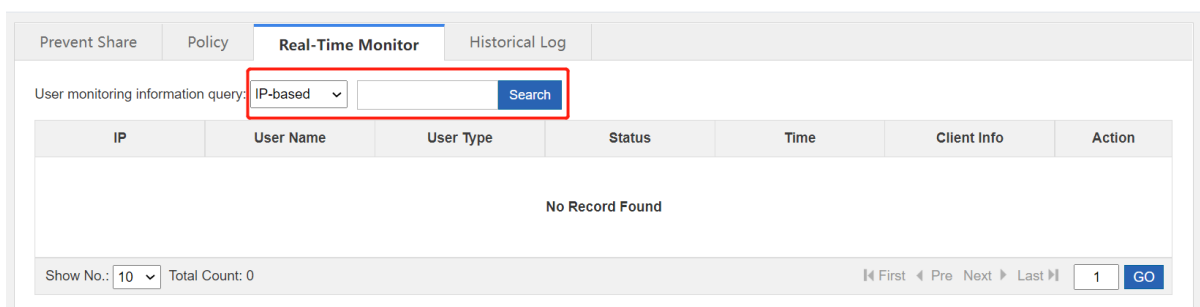 Prevent Share Policy Real-Time Monitor Historical Log
User monitoring information query: IP-based Search
IP User Name User Type Status Time Client Info Action
No Record Found
Show No.: 10 Total Count: 0 First Pre Next Last 1 GO